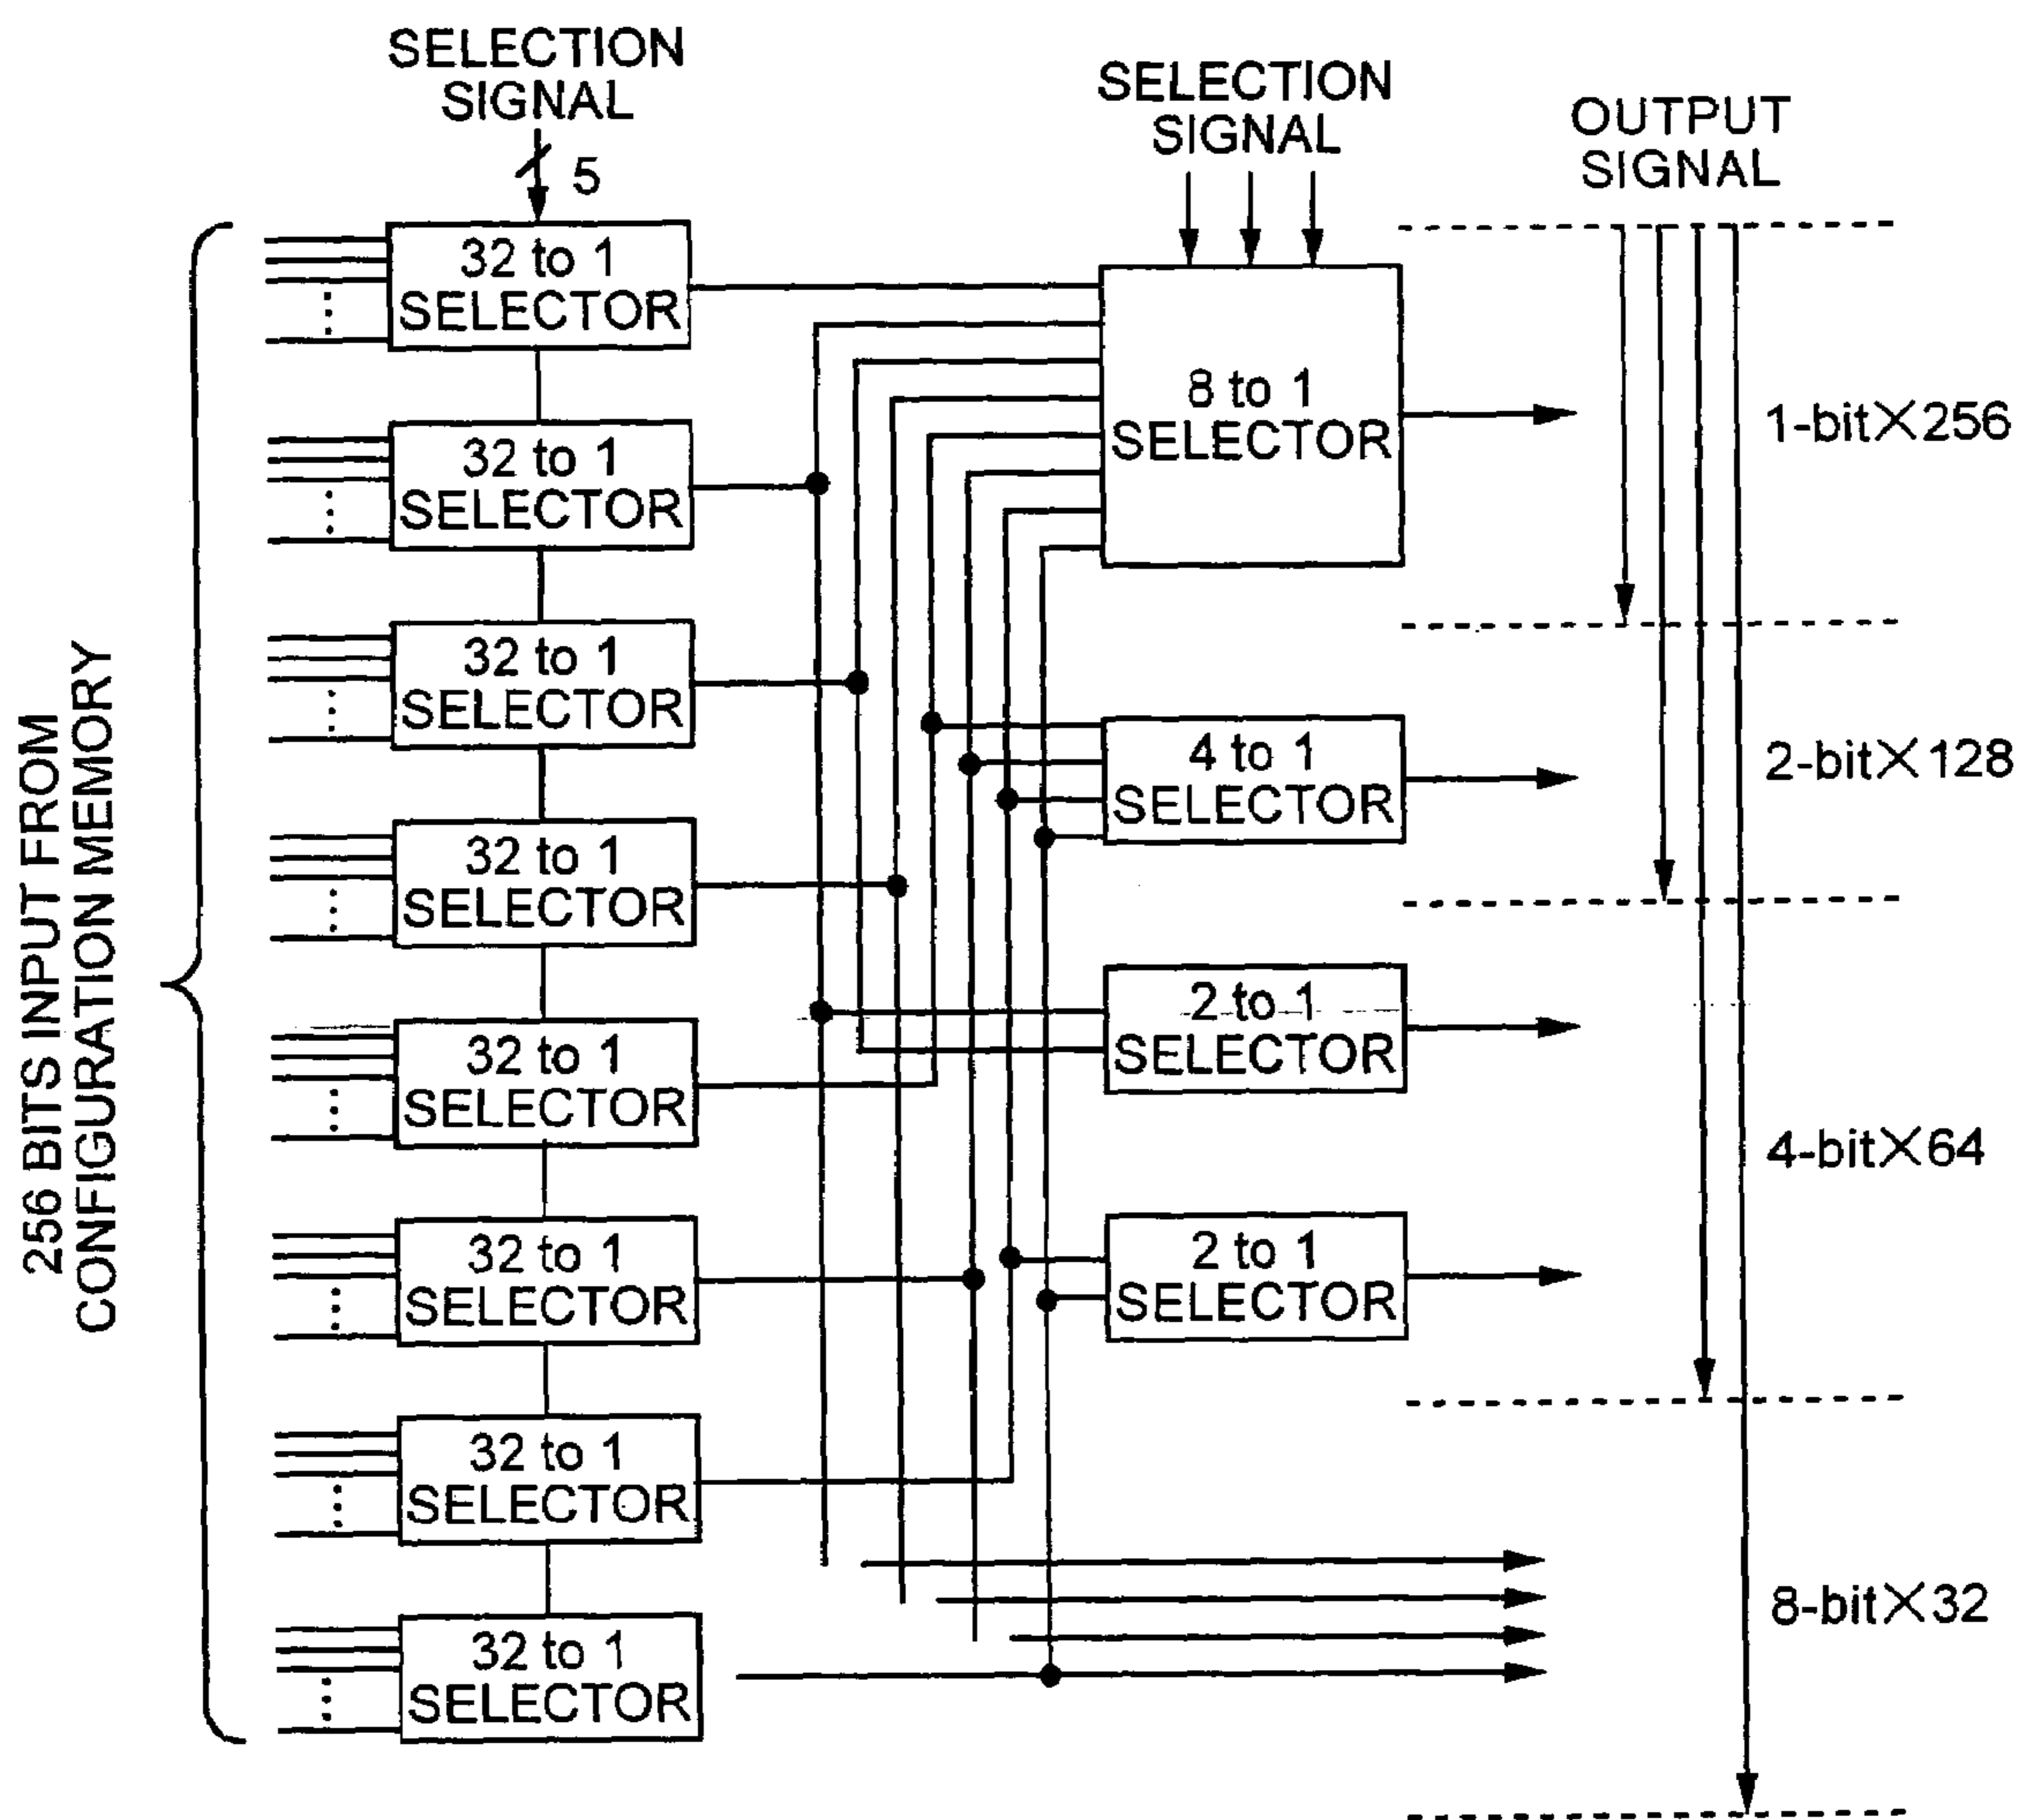 SELECTION
SIGNAL
5
SELECTION
SIGNAL
OUTPUT
SIGNAL
256 BITS INPUT FROM
CONFIGURATION MEMORY
32 to 1
SELECTOR
32 to 1
SELECTOR
32 to 1
SELECTOR
32 to 1
SELECTOR
32 to 1
SELECTOR
32 to 1
SELECTOR
32 to 1
SELECTOR
32 to 1
SELECTOR
8 to 1
SELECTOR
4 to 1
SELECTOR
2 to 1
SELECTOR
2 to 1
SELECTOR
1-bit×256
2-bit×128
4-bit×64
8-bit×32